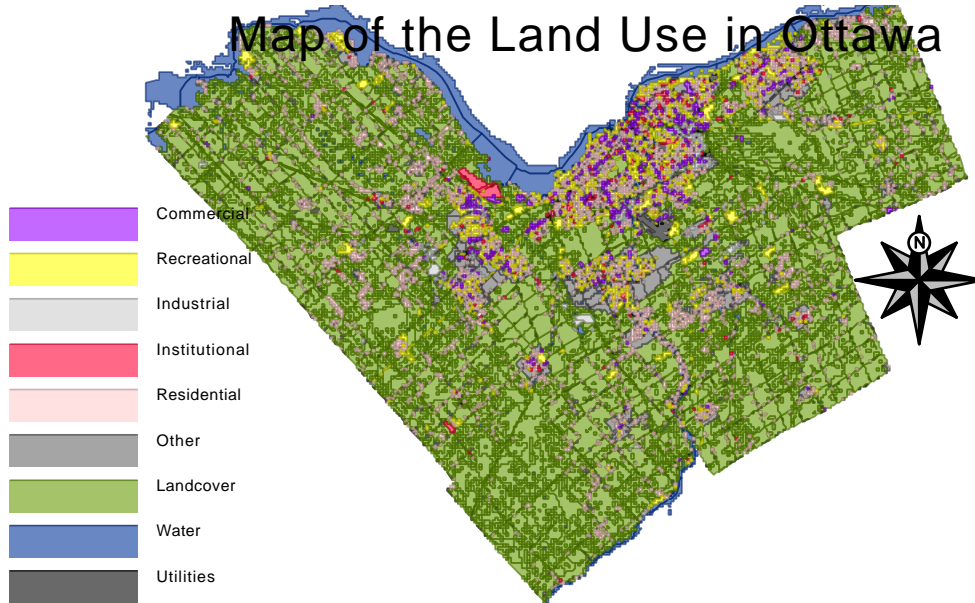 Map of the Land Use in Ottawa
Commercial
Recreational
Industrial
Institutional
Residential
Other
Landcover
Water
Utilities
N